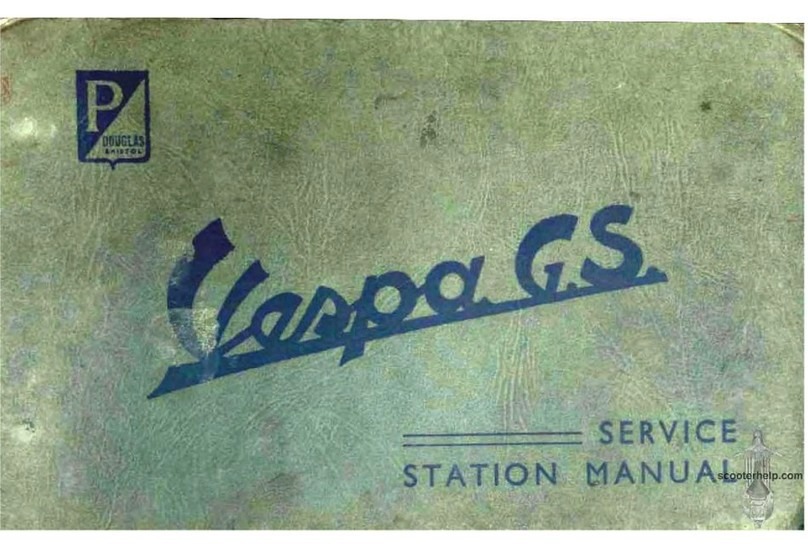 P
DOUGLAS
BRISTOL
Vespa G.S.
SERVICE
STATION MANUAL
scooterhelp.com